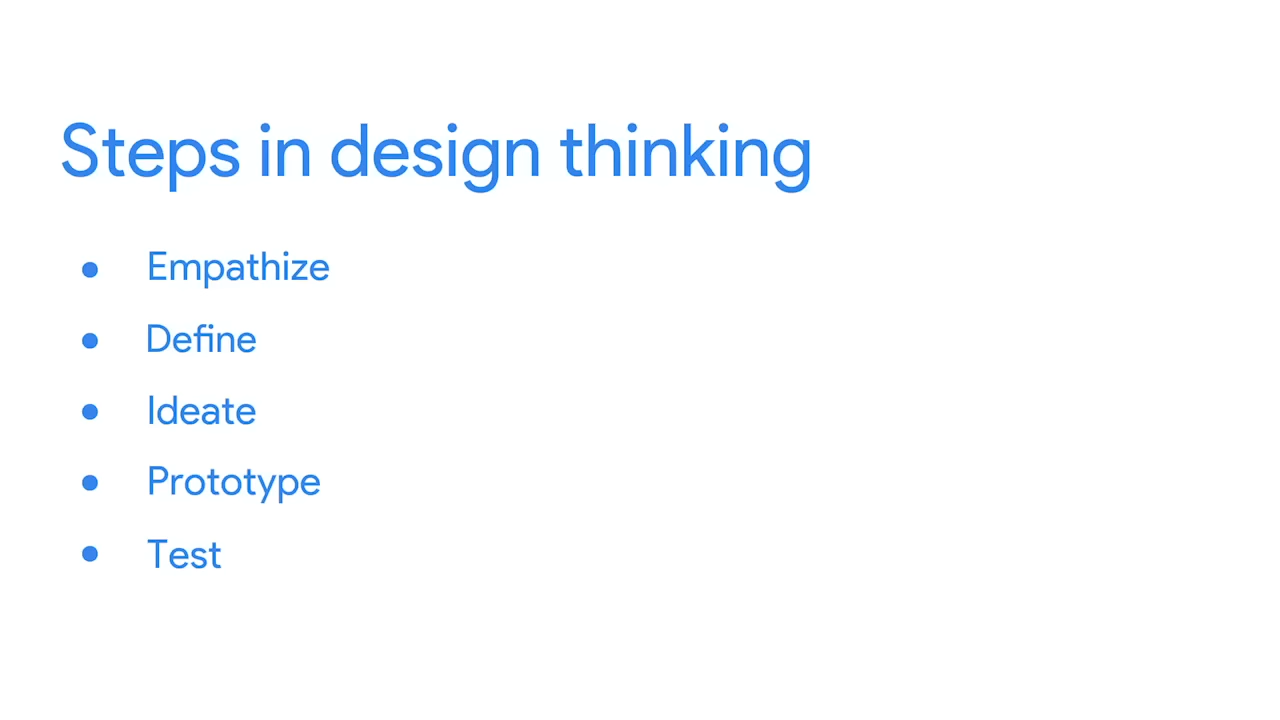 Steps in design thinking
● Empathize
● Define
● Ideate
● Prototype
● Test